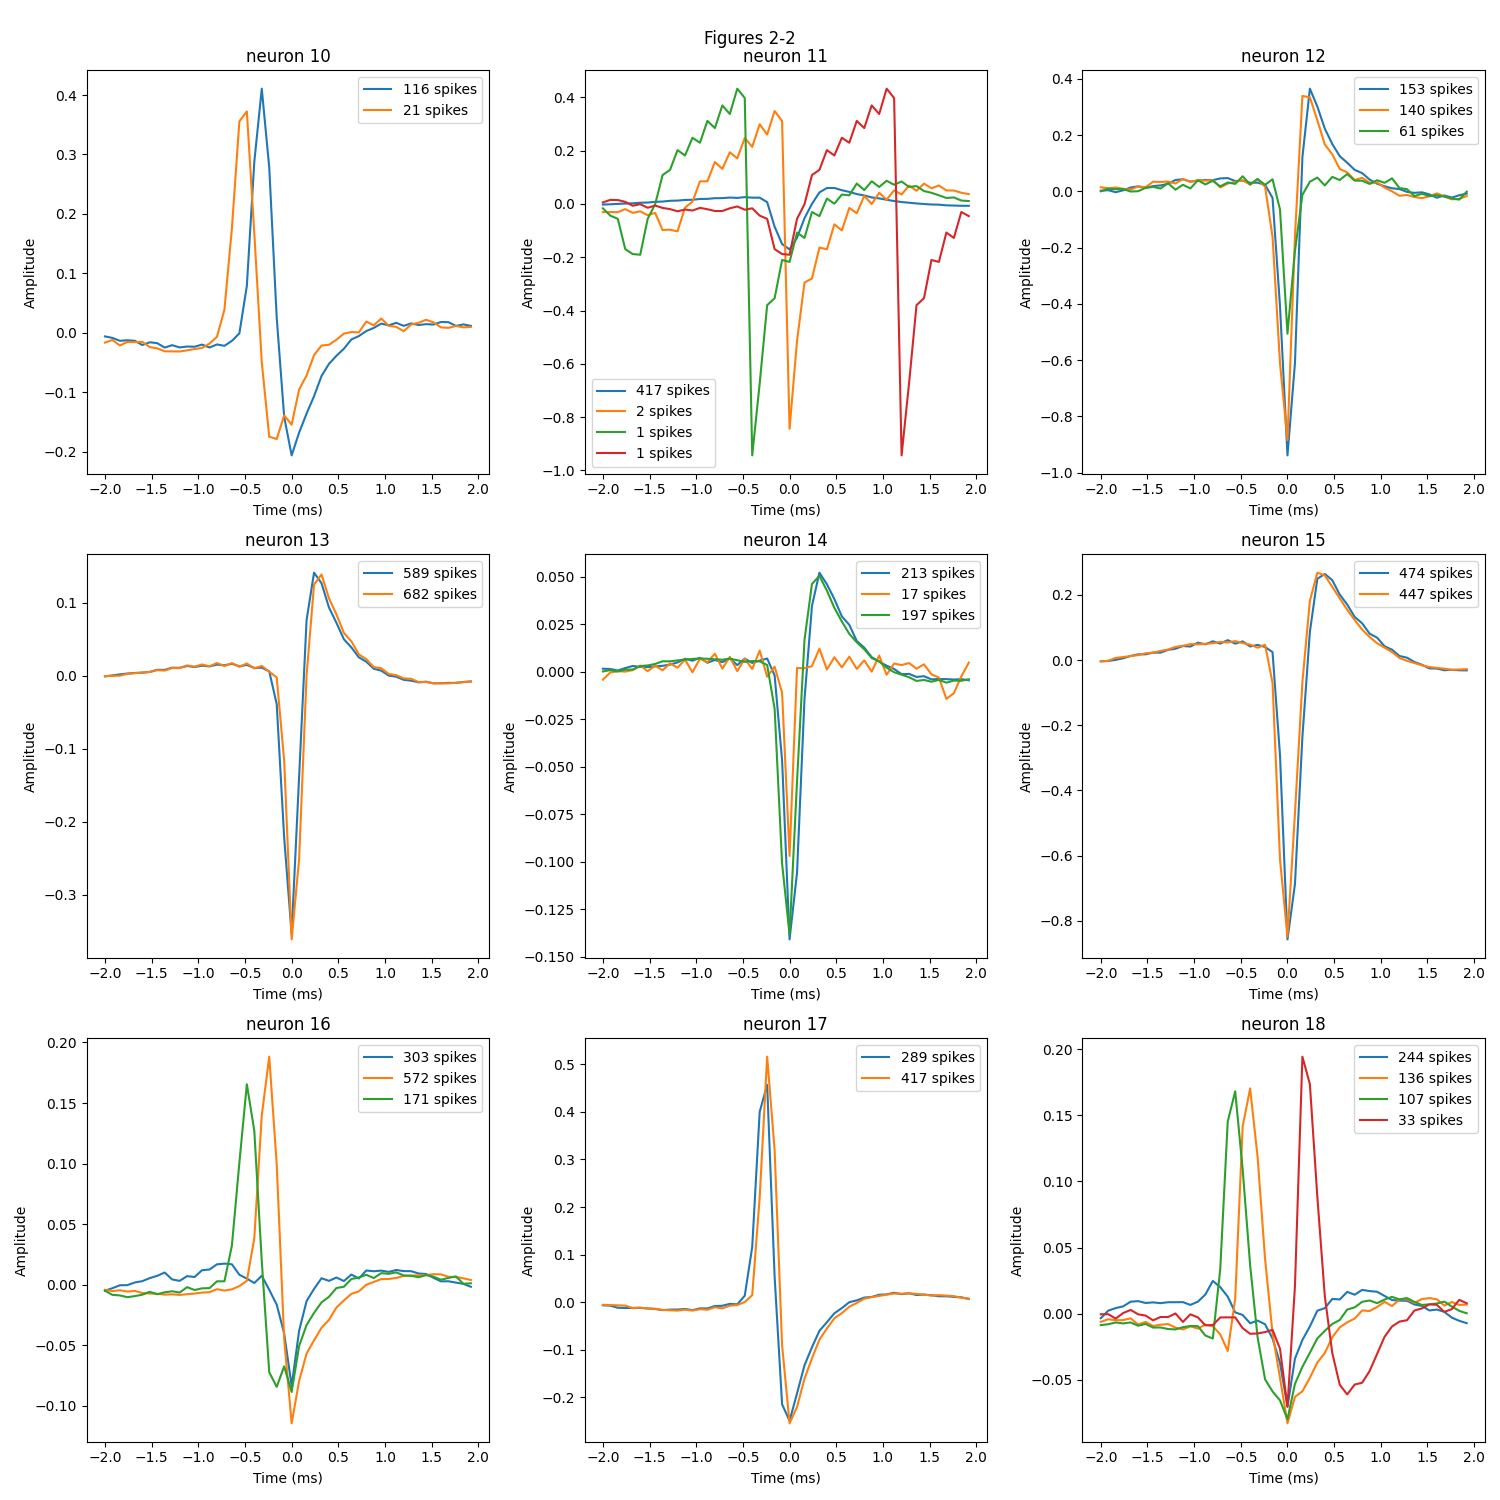 Figures 2-2
neuron 10
0.4
0.3
0.2
0.1
0.0
−0.1
−0.2
Amplitude
116 spikes
21 spikes
−2.0 −1.5 −1.0 −0.5 0.0 0.5 1.0 1.5 2.0
Time (ms)
neuron 11
0.4
0.2
0.0
−0.2
−0.4
−0.6
−0.8
−1.0
Amplitude
417 spikes
2 spikes
1 spikes
1 spikes
−2.0 −1.5 −1.0 −0.5 0.0 0.5 1.0 1.5 2.0
Time (ms)
neuron 12
0.4
0.2
0.0
−0.2
−0.4
−0.6
−0.8
−1.0
Amplitude
153 spikes
140 spikes
61 spikes
−2.0 −1.5 −1.0 −0.5 0.0 0.5 1.0 1.5 2.0
Time (ms)
neuron 13
0.1
0.0
−0.1
−0.2
−0.3
Amplitude
589 spikes
682 spikes
−2.0 −1.5 −1.0 −0.5 0.0 0.5 1.0 1.5 2.0
Time (ms)
neuron 14
0.050
0.025
0.000
−0.025
−0.050
−0.075
−0.100
−0.125
−0.150
Amplitude
213 spikes
17 spikes
197 spikes
−2.0 −1.5 −1.0 −0.5 0.0 0.5 1.0 1.5 2.0
Time (ms)
neuron 15
0.2
0.0
−0.2
−0.4
−0.6
−0.8
Amplitude
474 spikes
447 spikes
−2.0 −1.5 −1.0 −0.5 0.0 0.5 1.0 1.5 2.0
Time (ms)
neuron 16
0.20
0.15
0.10
0.05
0.00
−0.05
−0.10
Amplitude
303 spikes
572 spikes
171 spikes
−2.0 −1.5 −1.0 −0.5 0.0 0.5 1.0 1.5 2.0
Time (ms)
neuron 17
0.5
0.4
0.3
0.2
0.1
0.0
−0.1
−0.2
Amplitude
289 spikes
417 spikes
−2.0 −1.5 −1.0 −0.5 0.0 0.5 1.0 1.5 2.0
Time (ms)
neuron 18
0.20
0.15
0.10
0.05
0.00
−0.05
Amplitude
244 spikes
136 spikes
107 spikes
33 spikes
−2.0 −1.5 −1.0 −0.5 0.0 0.5 1.0 1.5 2.0
Time (ms)